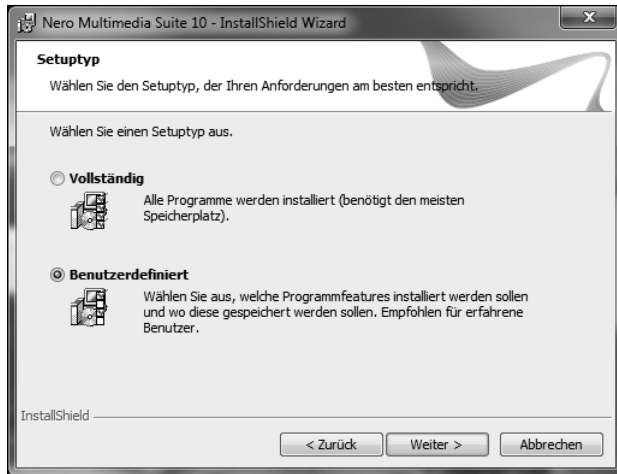 Nero Multimedia Suite 10 - InstallShield Wizard
Setuptyp
Wählen Sie den Setuptyp, der Ihren Anforderungen am besten entspricht.
Wählen Sie einen Setuptyp aus.
Vollständig
Alle Programme werden installiert (benötigt den meisten
Speicherplatz).
Benutzerdefiniert
Wählen Sie aus, welche Programmfeatures installiert werden sollen
und wo diese gespeichert werden sollen. Empfohlen für erfahrene
Benutzer.
InstallShield
< Zurück Weiter > Abbrechen